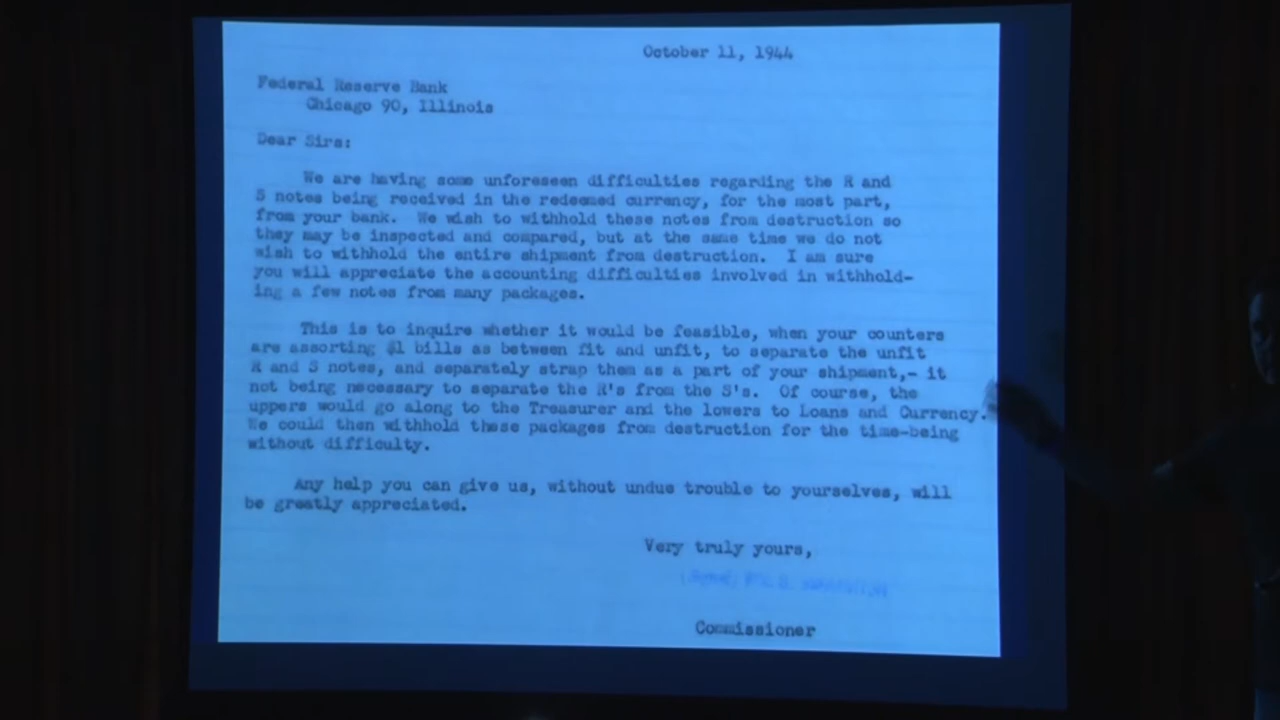 October 11, 1944
Federal Reserve Bank
Chicago 90, Illinois
Dear Sirs:
We are having some unforeseen difficulties regarding the R and
S notes being received in the redeemed currency, for the most part,
from your bank. We wish to withhold these notes from destruction so
they may be inspected and compared, but at the same time we do not
wish to withhold the entire shipment from destruction. I am sure
you will appreciate the accounting difficulties involved in withhold-
ing a few notes from many packages.
This is to inquire whether it would be feasible, when your counters
are assorting $1 bills as between fit and unfit, to separate the unfit
R and S notes, and separately strap them as a part of your shipment,- it
not being necessary to separate the R's from the S's. Of course, the
uppers would go along to the Treasurer and the lowers to Loans and Currency.
We could then withhold these packages from destruction for the time-being
without difficulty.
Any help you can give us, without undue trouble to yourselves, will
be greatly appreciated.
Very truly yours,
Commissioner